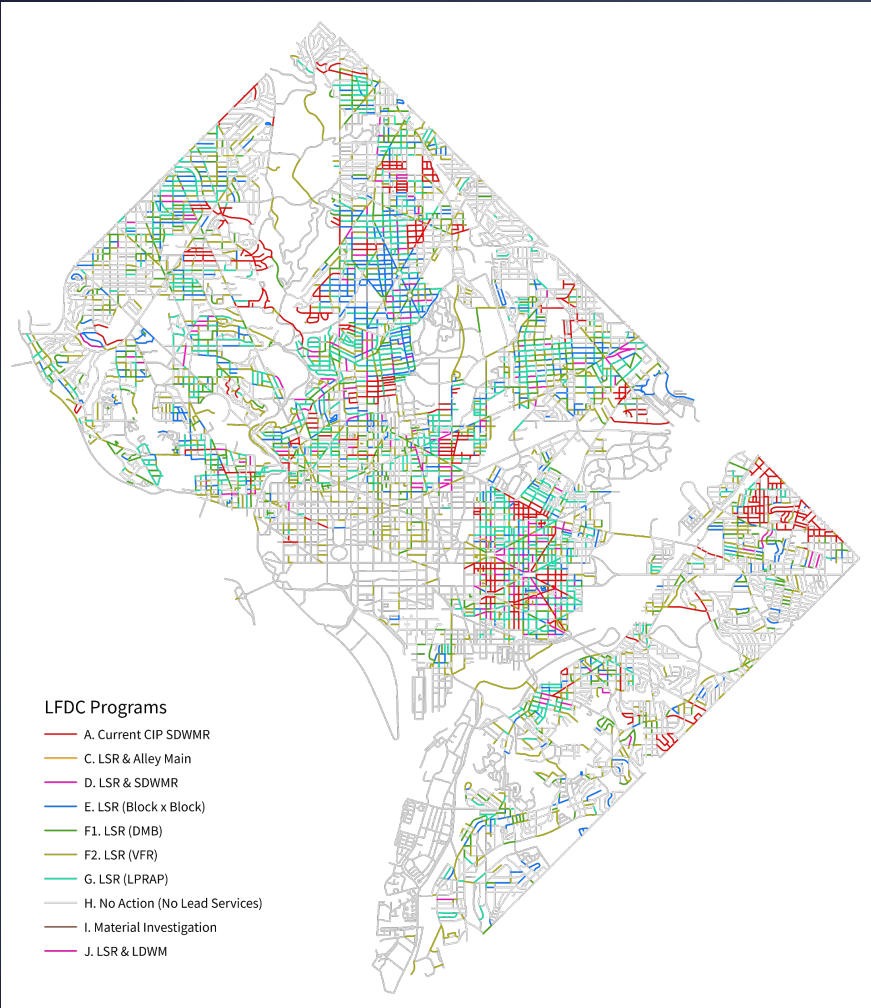 LFDC Programs
A. Current CIP SDWMR
C. LSR & Alley Main
D. LSR & SDWMR
E. LSR (Block x Block)
F1. LSR (DMB)
F2. LSR (VFR)
G. LSR (LPRAP)
H. No Action (No Lead Services)
I. Material Investigation
J. LSR & LDWM